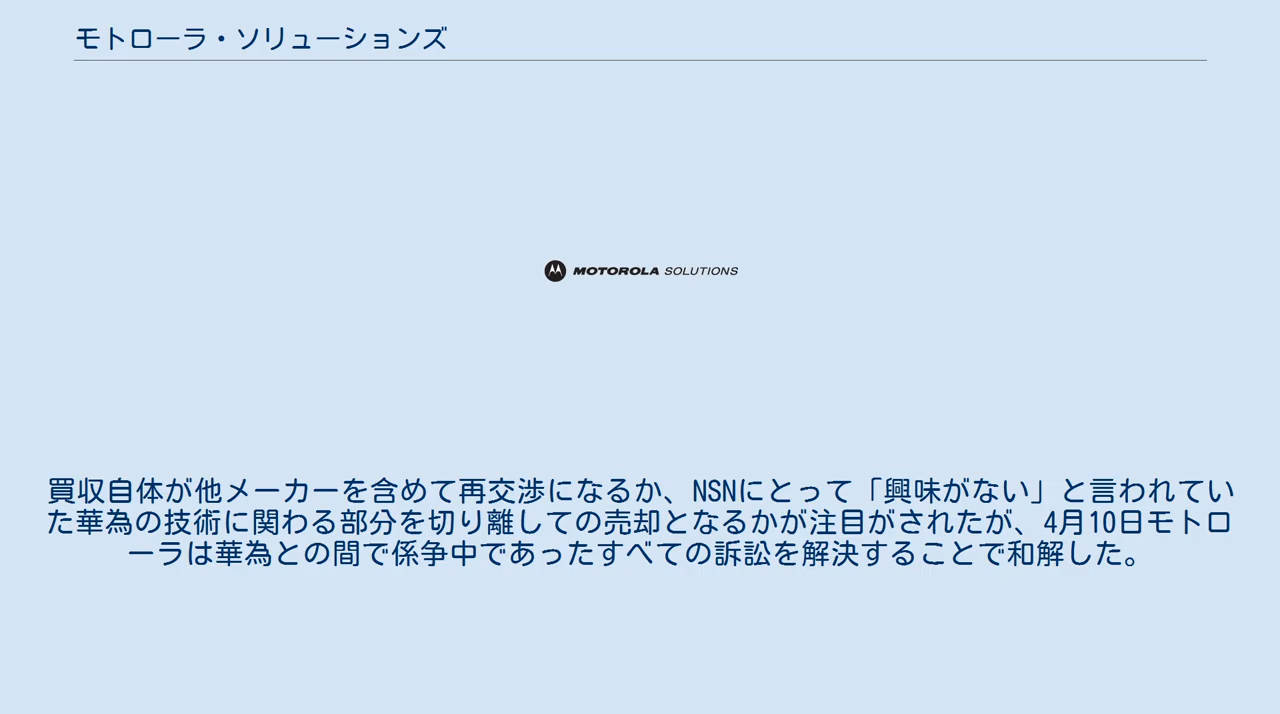 モトローラ・ソリューションズ
MOTOROLA SOLUTIONS
買収自体が他メーカーを含めて再交渉になるか、NSNにとって「興味がない」と言われてい
た華為の技術に関わる部分を切り離しての売却となるかが注目がされたが、4月10日モトロ
ーラは華為との間で係争中であったすべての訴訟を解決することで和解した。